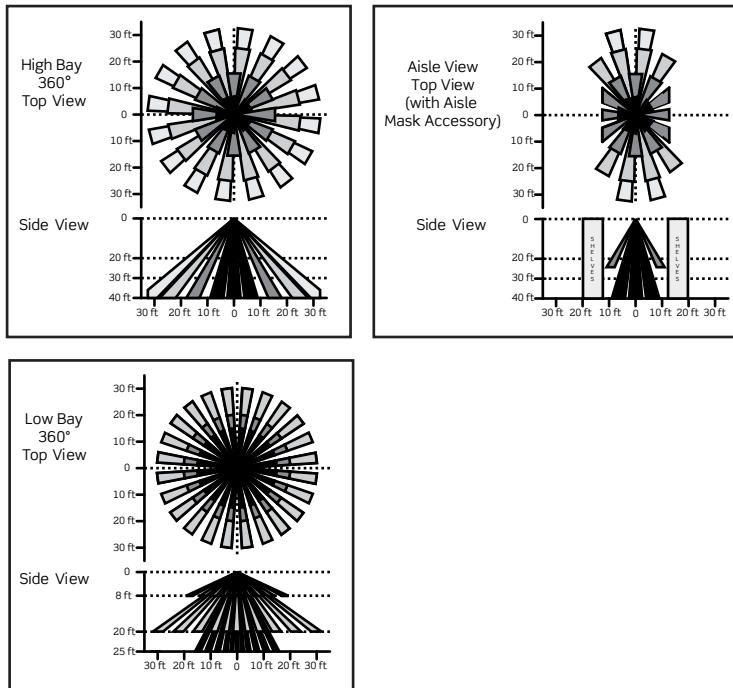 High Bay
360°
Top View
30 ft
20 ft
10 ft
0
10 ft
20 ft
30 ft
Side View
0
20 ft
30 ft
40 ft
30 ft 20 ft 10 ft 0 10 ft 20 ft 30 ft
Aisle View
Top View
(with Aisle
Mask Accessory)
30 ft
20 ft
10 ft
0
10 ft
20 ft
30 ft
Side View
0
20 ft
30 ft
40 ft
SHELVES
SHELVES
30 ft 20 ft 10 ft 0 10 ft 20 ft 30 ft
Low Bay
360°
Top View
30 ft
20 ft
10 ft
0
10 ft
20 ft
30 ft
Side View
0
8 ft
20 ft
25 ft
30 ft 20 ft 10 ft 0 10 ft 20 ft 30 ft